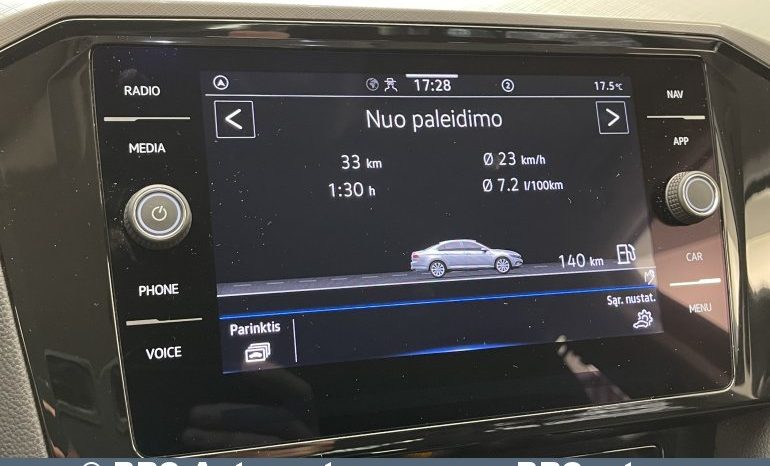 RADIO
MEDIA
PHONE
VOICE
NAV
APP
CAR
MENU
17:28
2
17.5°C
Nuo paleidimo
33 km
Ø 23 km/h
1:30 h
Ø 7.2 l/100km
140 km
Parinktis
Sąr. nustat.